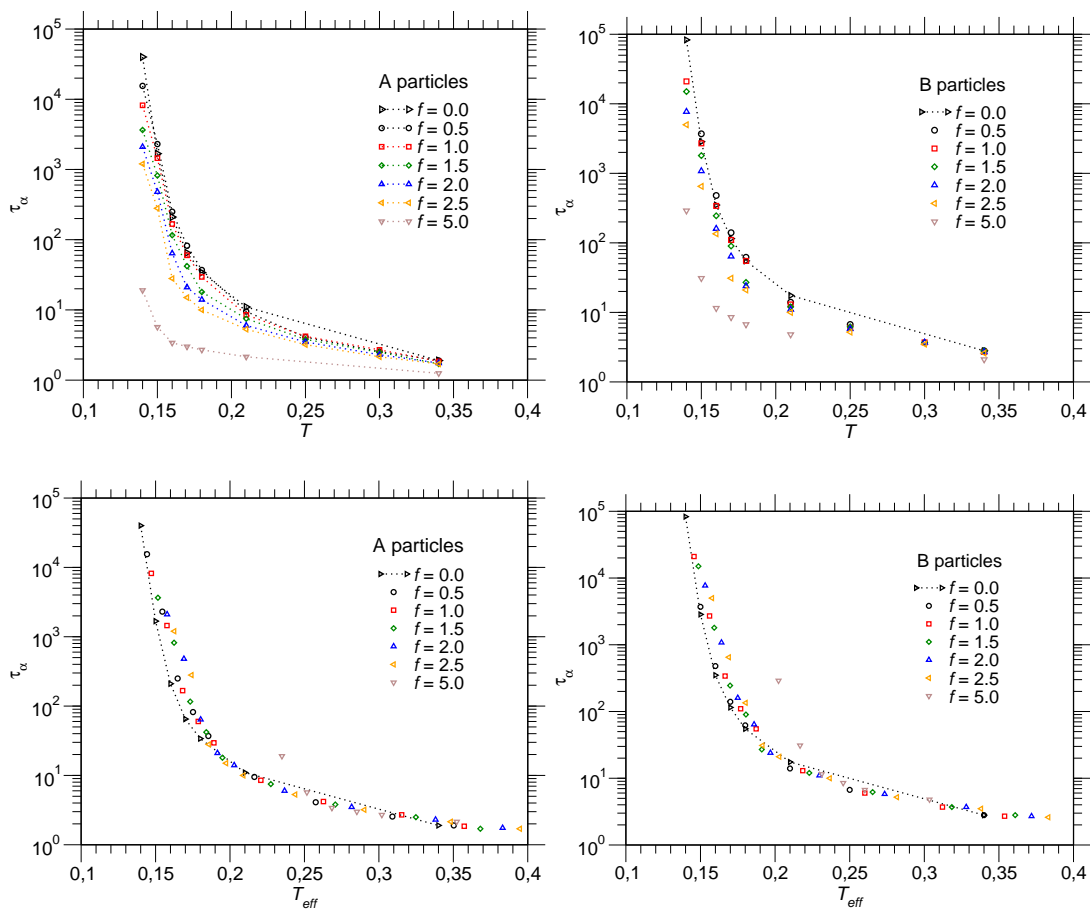 10^5
10^4
10^3
10^2
10^1
10^0
τ_α
A particles
f = 0.0
f = 0.5
f = 1.0
f = 1.5
f = 2.0
f = 2.5
f = 5.0
0,1 0,15 0,2 0,25 0,3 0,35 0,4
T
10^5
10^4
10^3
10^2
10^1
10^0
τ_α
B particles
f = 0.0
f = 0.5
f = 1.0
f = 1.5
f = 2.0
f = 2.5
f = 5.0
0,1 0,15 0,2 0,25 0,3 0,35 0,4
T
10^5
10^4
10^3
10^2
10^1
10^0
τ_α
A particles
f = 0.0
f = 0.5
f = 1.0
f = 1.5
f = 2.0
f = 2.5
f = 5.0
0,1 0,15 0,2 0,25 0,3 0,35 0,4
T_eff
10^5
10^4
10^3
10^2
10^1
10^0
τ_α
B particles
f = 0.0
f = 0.5
f = 1.0
f = 1.5
f = 2.0
f = 2.5
f = 5.0
0,1 0,15 0,2 0,25 0,3 0,35 0,4
T_eff